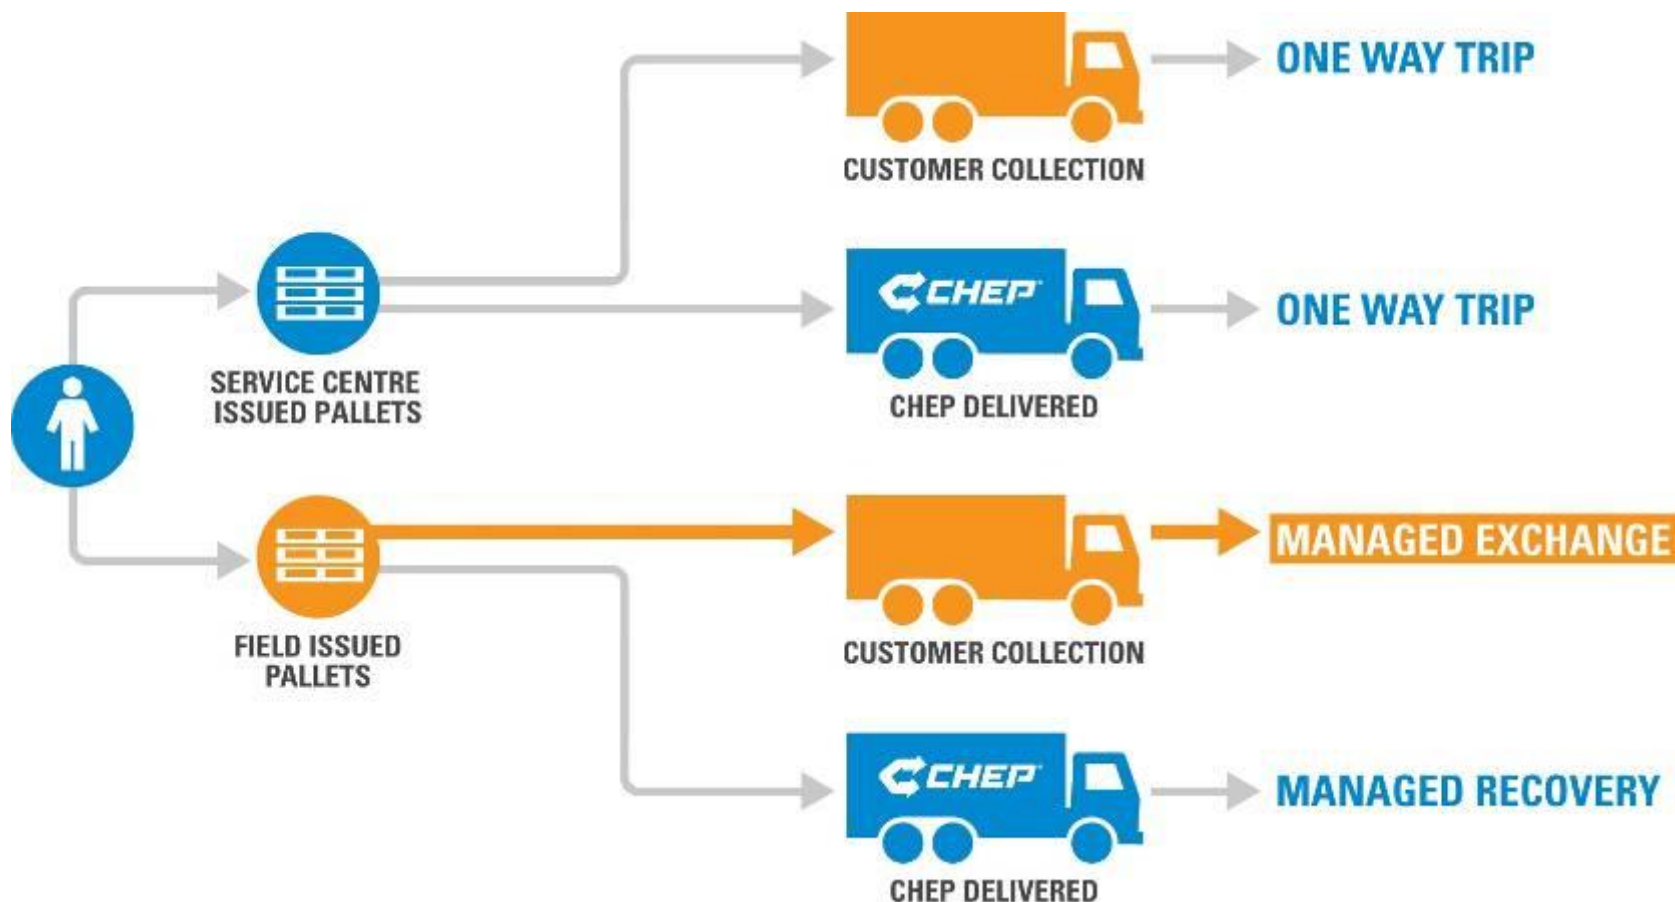 ONE WAY TRIP
CUSTOMER COLLECTION
CHEP
ONE WAY TRIP
SERVICE CENTRE
ISSUED PALLETS
CHEP DELIVERED
MANAGED EXCHANGE
FIELD ISSUED
PALLETS
CUSTOMER COLLECTION
CHEP
MANAGED RECOVERY
CHEP DELIVERED